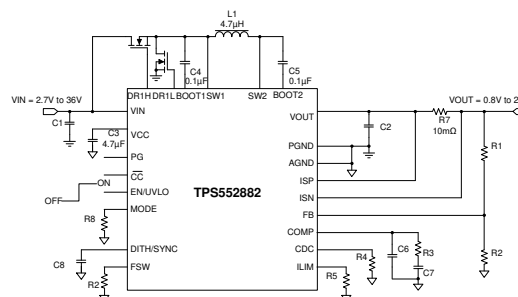 L1
4.7µH
C4
0.1µF
C5
0.1µF
DR1H DR1L BOOT1 SW1 SW2 BOOT2
VIN = 2.7V to 36V
C1
VIN
VOUT
VOUT = 0.8V to 2
R7
10mΩ
C2
C3
4.7µF
VCC
PG
CC
ON
OFF
EN/UVLO
TPS552882
PGND
AGND
ISP
ISN
R1
MODE
R8
FB
COMP
DITH/SYNC
C8
CDC
C6
R3
R2
R4
C7
FSW
R2
ILIM
R5